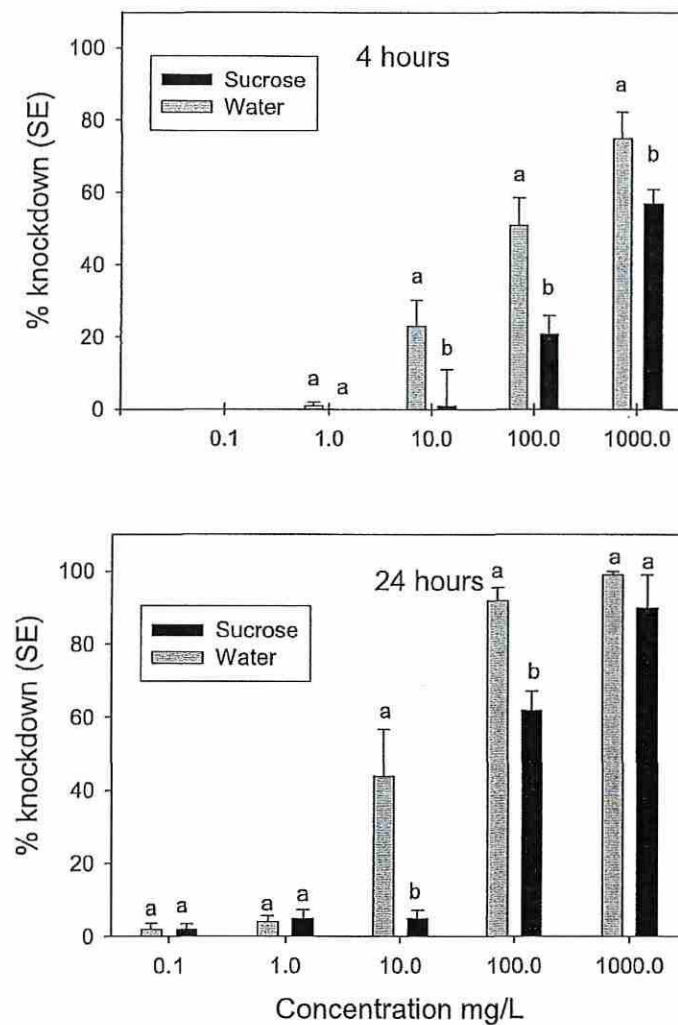 100
80
60
40
20
0
% knockdown (SE)
4 hours
Sucrose
Water
a
a
a
b
a
b
a
b
0.1 1.0 10.0 100.0 1000.0
100
80
60
40
20
0
% knockdown (SE)
24 hours
Sucrose
Water
a a
a a
a
b
a
b
a a
0.1 1.0 10.0 100.0 1000.0
Concentration mg/L